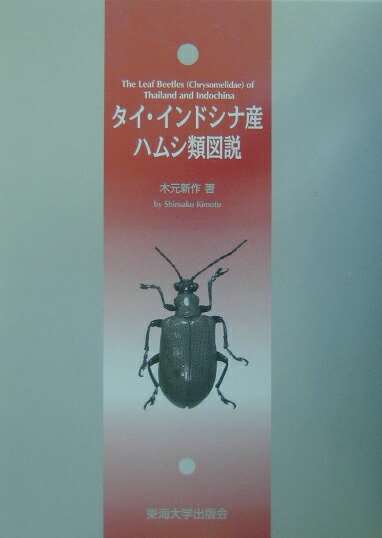 The Leaf Beetles (Chrysomelidae) of
Thailand and Indochina
タイ・インドシナ産
ハムシ類図説
木元新作 著
by Shinsaku Kimoto
東海大学出版会